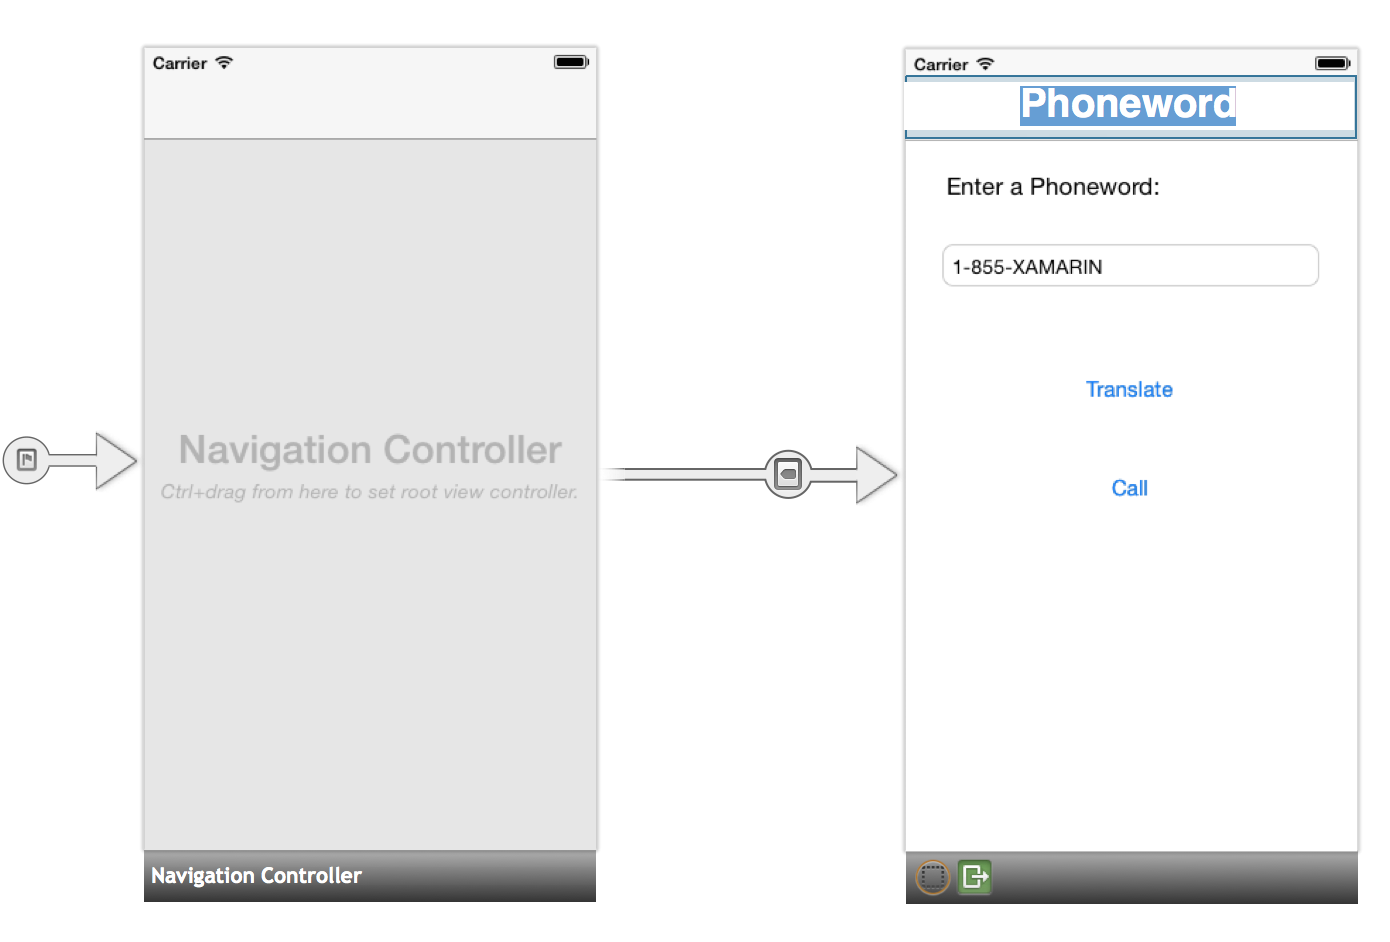 Carrier
Navigation Controller
Ctrl+drag from here to set root view controller.
Navigation Controller
Carrier
Phoneword
Enter a Phoneword:
1-855-XAMARIN
Translate
Call